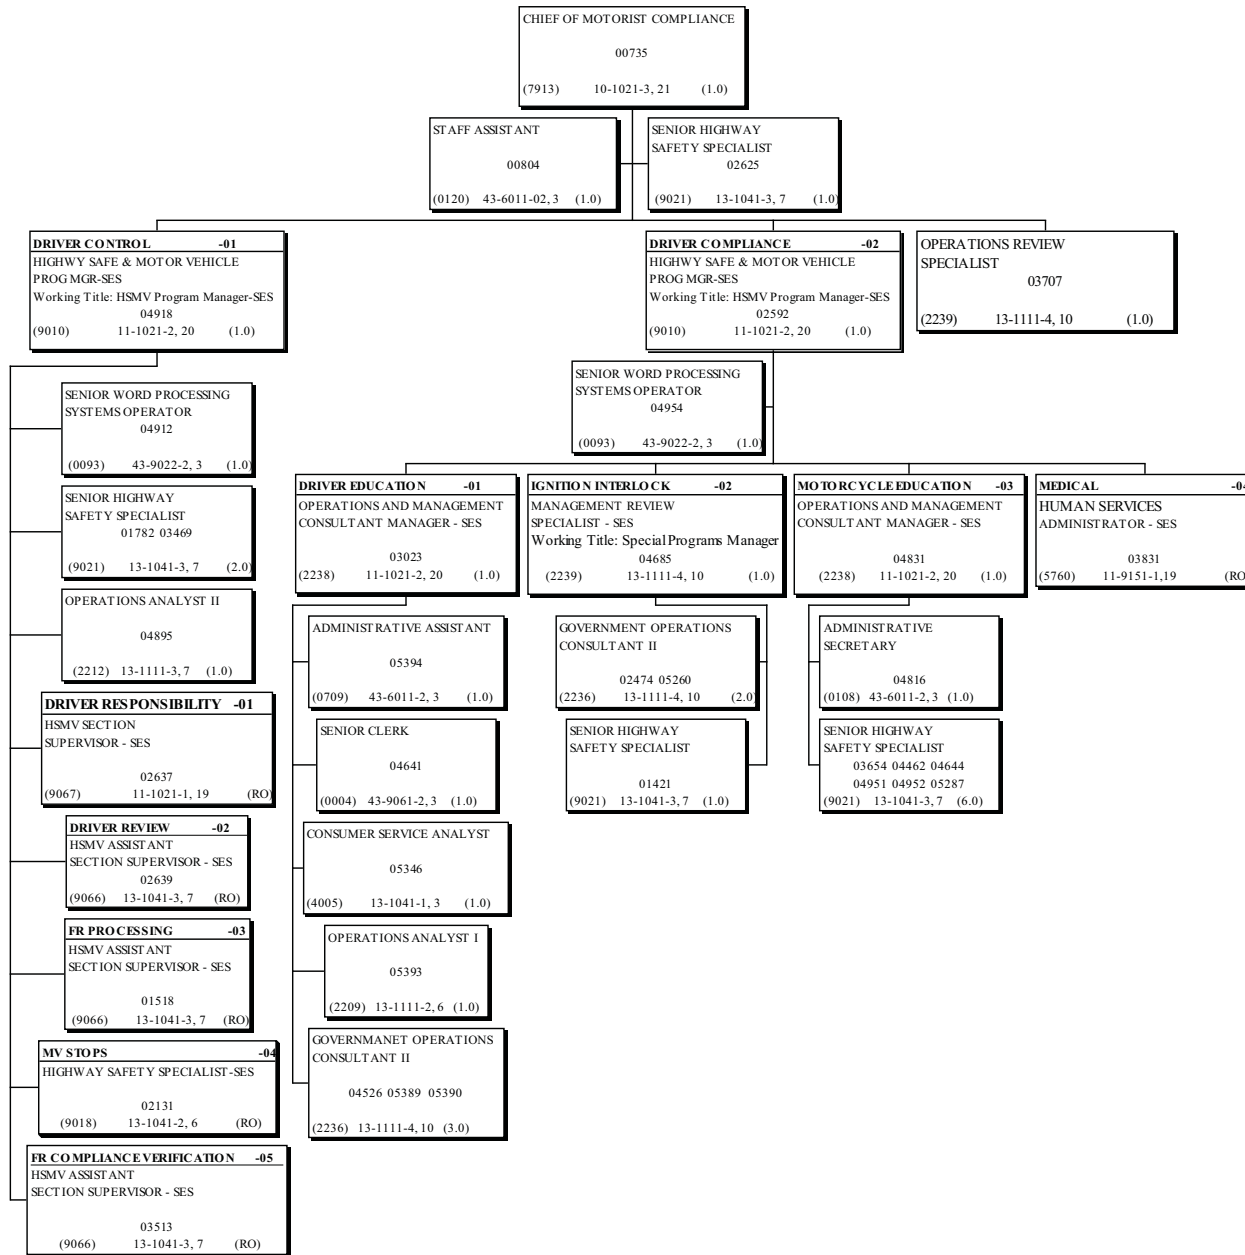 CHIEF OF MOTORIST COMPLIANCE
00735
(7913) 10-1021-3, 21 (1.0)
STAFF ASSISTANT
00804
(0120) 43-6011-02, 3 (1.0)
SENIOR HIGHWAY
SAFETY SPECIALIST
02625
(9021) 13-1041-3, 7 (1.0)
DRIVER CONTROL -01
HIGHWY SAFE & MOTOR VEHICLE
PROG MGR-SES
Working Title: HSMV Program Manager-SES
04918
(9010) 11-1021-2, 20 (1.0)
DRIVER COMPLIANCE -02
HIGHWY SAFE & MOTOR VEHICLE
PROG MGR-SES
Working Title: HSMV Program Manager-SES
02592
(9010) 11-1021-2, 20 (1.0)
OPERATIONS REVIEW
SPECIALIST
03707
(2239) 13-1111-4, 10 (1.0)
SENIOR WORD PROCESSING
SYSTEMS OPERATOR
04912
(0093) 43-9022-2, 3 (1.0)
SENIOR HIGHWAY
SAFETY SPECIALIST
01782 03469
(9021) 13-1041-3, 7 (2.0)
OPERATIONS ANALYST II
04895
(2212) 13-1111-3, 7 (1.0)
DRIVER RESPONSIBILITY -01
HSMV SECTION
SUPERVISOR - SES
02637
(9067) 11-1021-1, 19 (RO)
DRIVER REVIEW -02
HSMV ASSISTANT
SECTION SUPERVISOR - SES
02639
(9066) 13-1041-3, 7 (RO)
FR PROCESSING -03
HSMV ASSISTANT
SECTION SUPERVISOR - SES
01518
(9066) 13-1041-3, 7 (RO)
MV STOPS -04
HIGHWAY SAFETY SPECIALIST-SES
02131
(9018) 13-1041-2, 6 (RO)
FR COMPLIANCE VERIFICATION -05
HSMV ASSISTANT
SECTION SUPERVISOR - SES
03513
(9066) 13-1041-3, 7 (RO)
SENIOR WORD PROCESSING
SYSTEMS OPERATOR
04954
(0093) 43-9022-2, 3 (1.0)
DRIVER EDUCATION -01
OPERATIONS AND MANAGEMENT
CONSULTANT MANAGER - SES
03023
(2238) 11-1021-2, 20 (1.0)
ADMINISTRATIVE ASSISTANT
05394
(0709) 43-6011-2, 3 (1.0)
SENIOR CLERK
04641
(0004) 43-9061-2, 3 (1.0)
CONSUMER SERVICE ANALYST
05346
(4005) 13-1041-1, 3 (1.0)
OPERATIONS ANALYST I
05393
(2209) 13-1111-2, 6 (1.0)
GOVERNMANET OPERATIONS
CONSULTANT II
04526 05389 05390
(2236) 13-1111-4, 10 (3.0)
IGNITION INTERLOCK -02
MANAGEMENT REVIEW
SPECIALIST - SES
Working Title: Special Programs Manager
04685
(2239) 13-1111-4, 10 (1.0)
GOVERNMENT OPERATIONS
CONSULTANT II
02474 05260
(2236) 13-1111-4, 10 (2.0)
SENIOR HIGHWAY
SAFETY SPECIALIST
01421
(9021) 13-1041-3, 7 (1.0)
MOTORCYCLE EDUCATION -03
OPERATIONS AND MANAGEMENT
CONSULTANT MANAGER - SES
04831
(2238) 11-1021-2, 20 (1.0)
ADMINISTRATIVE
SECRETARY
04816
(0108) 43-6011-2, 3 (1.0)
SENIOR HIGHWAY
SAFETY SPECIALIST
03654 04462 04644
04951 04952 05287
(9021) 13-1041-3, 7 (6.0)
MEDICAL -04
HUMAN SERVICES
ADMINISTRATOR - SES
03831
(5760) 11-9151-1,19 (RO